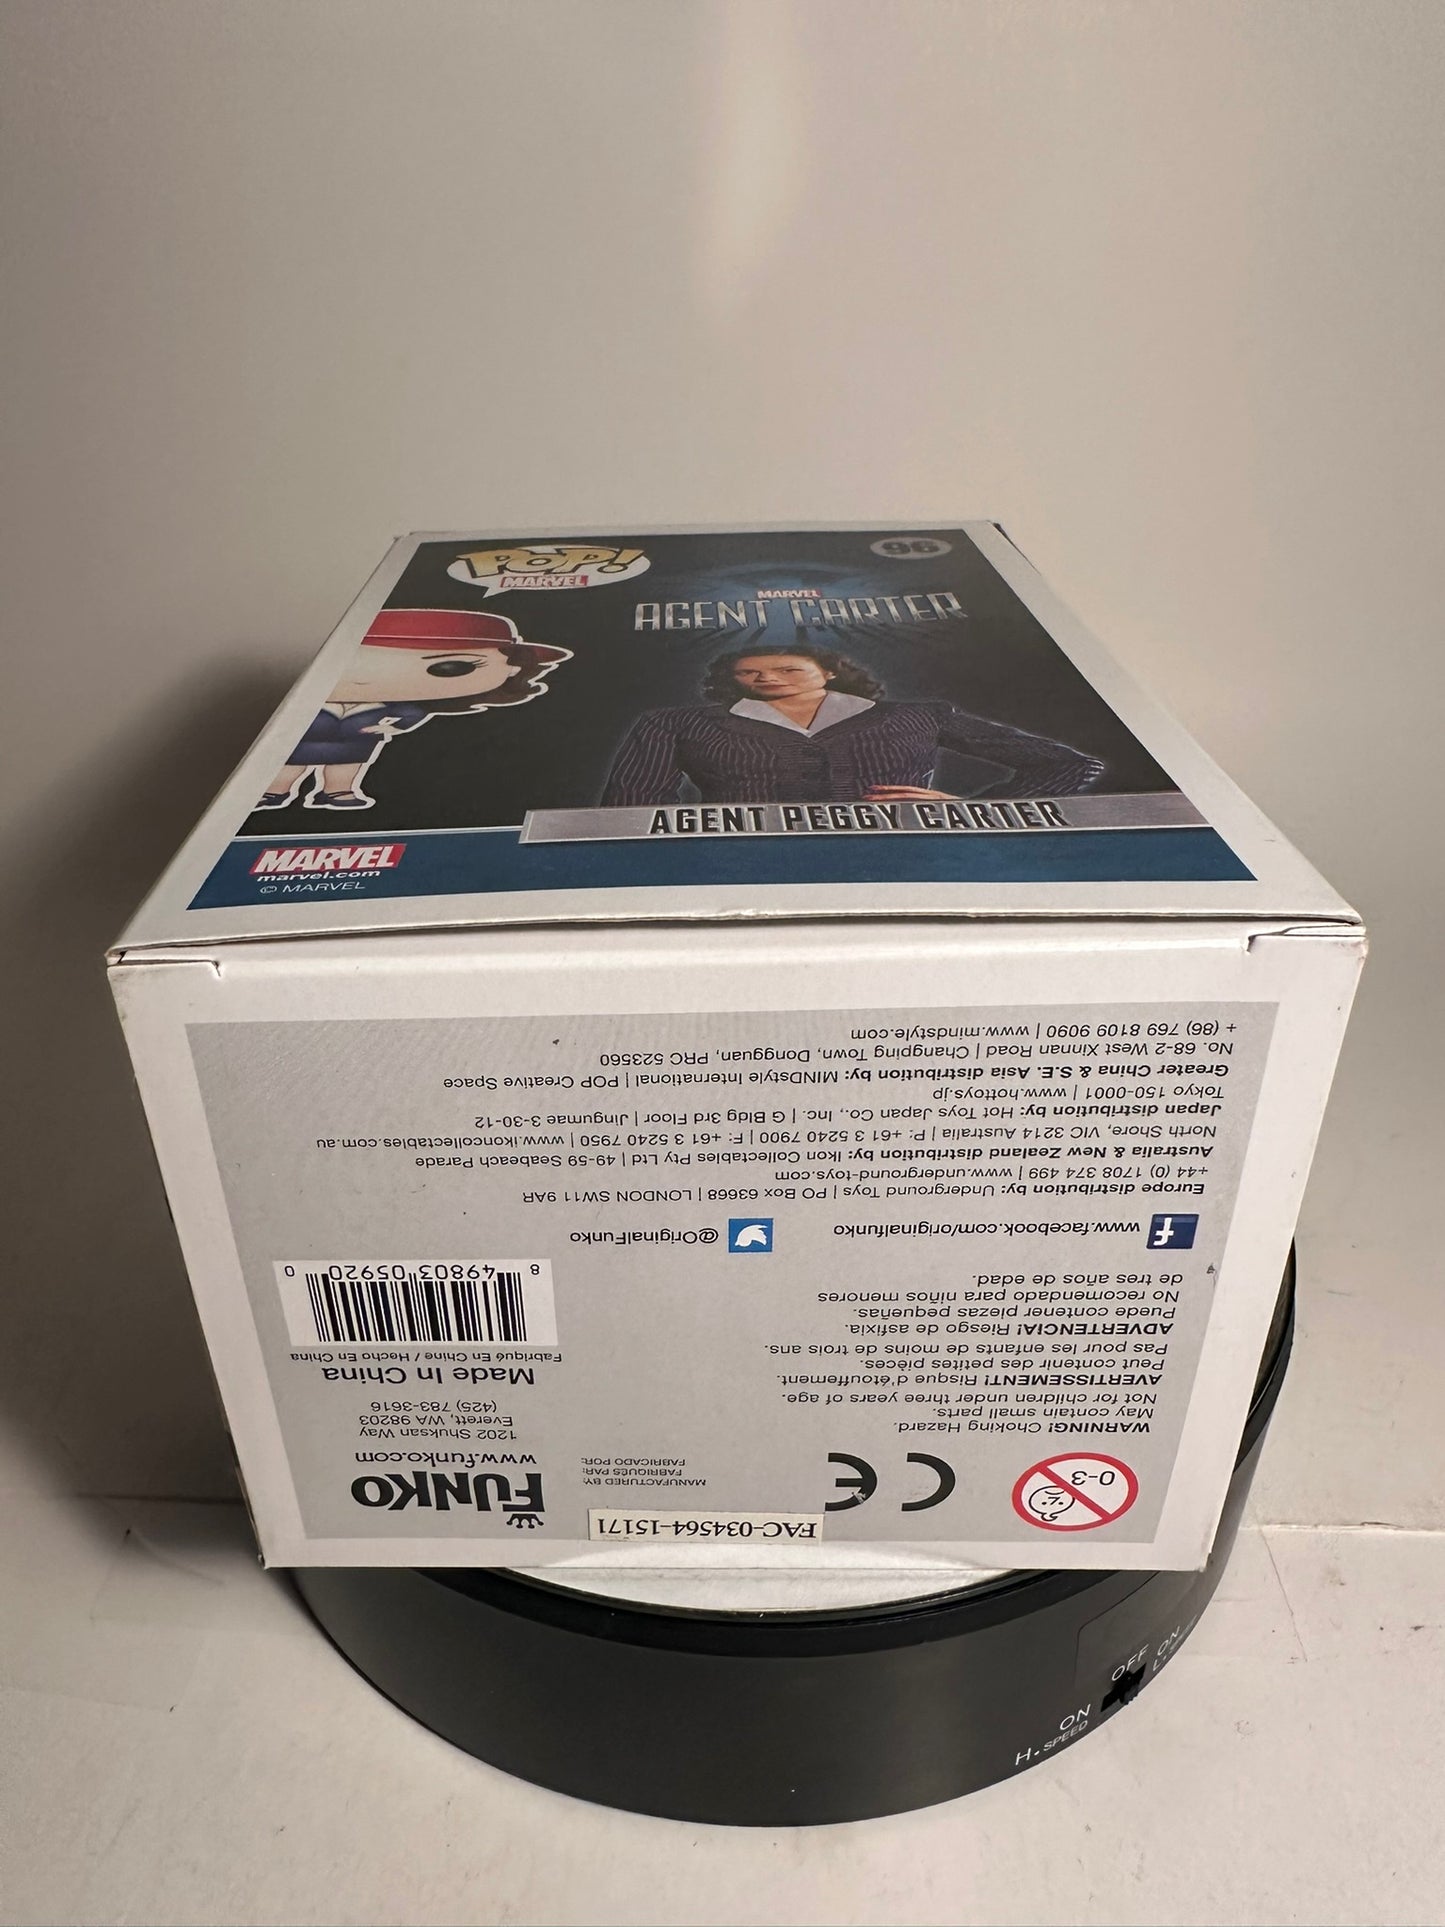 POP!
MARVEL
96
MARVEL
AGENT CARTER
AGENT PEGGY CARTER
MARVEL
marvel.com
© MARVEL
FAC-034564-15171
FUNKO
www.funko.com
1202 Shuksan Way
Everett, WA 98203
(425) 783-3616
Made In China
Fabriqué En Chine / Hecho En China
8 49803 05920 0
MANUFACTURED BY:
FABRIQUÉS PAR:
FABRICADO POR:
CE
0-3
WARNING! Choking Hazard.
May contain small parts.
Not for children under three years of age.
AVERTISSEMENT! Risque d'étouffement.
Peut contenir des petites pièces.
Pas pour les enfants de moins de trois ans.
ADVERTENCIA! Riesgo de asfixia.
Puede contener piezas pequeñas.
No recomendado para niños menores
de tres años de edad.
www.facebook.com/originalfunko
@OriginalFunko
Europe distribution by: Underground Toys | PO Box 63668 | LONDON SW11 9AR
+44 (0) 1708 374 499 | www.underground-toys.com
Australia & New Zealand distribution by: Ikon Collectables Pty Ltd | 49-59 Seabeach Parade
North Shore, VIC 3214 Australia | P: +61 3 5240 7900 | F: +61 3 5240 7950 | www.ikoncollectables.com.au
Japan distribution by: Hot Toys Japan Co., Inc. | G Bldg 3rd Floor | Jingumae 3-30-12
Tokyo 150-0001 | www.hottoys.jp
Greater China & S.E. Asia distribution by: MINDstyle International | POP Creative Space
No. 68-2 West Xinnan Road | Changping Town, Dongguan, PRC 523560
+ (86) 769 8109 9090 | www.mindstyle.com
ON
H. SPEED
OFF
ON